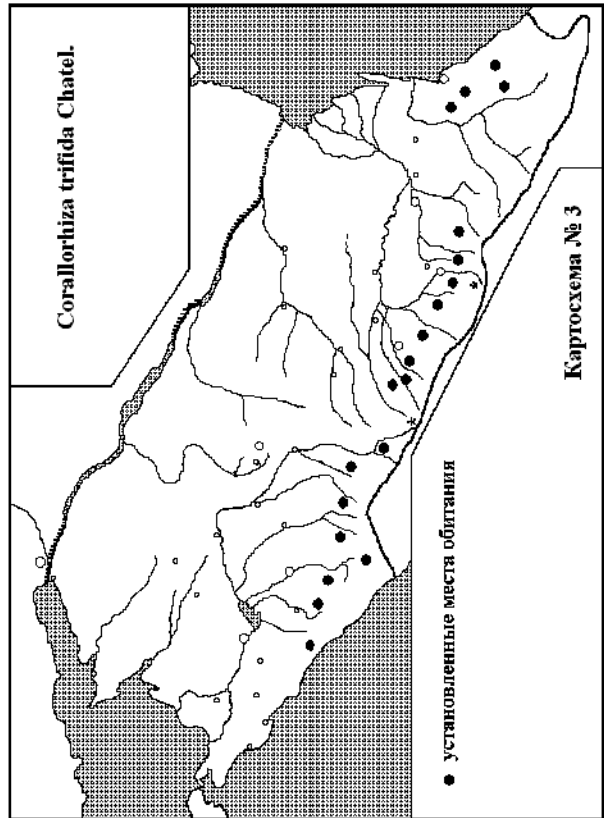 Corallorhiza trifida Chatel.
Картосхема № 3
установленные места обитания